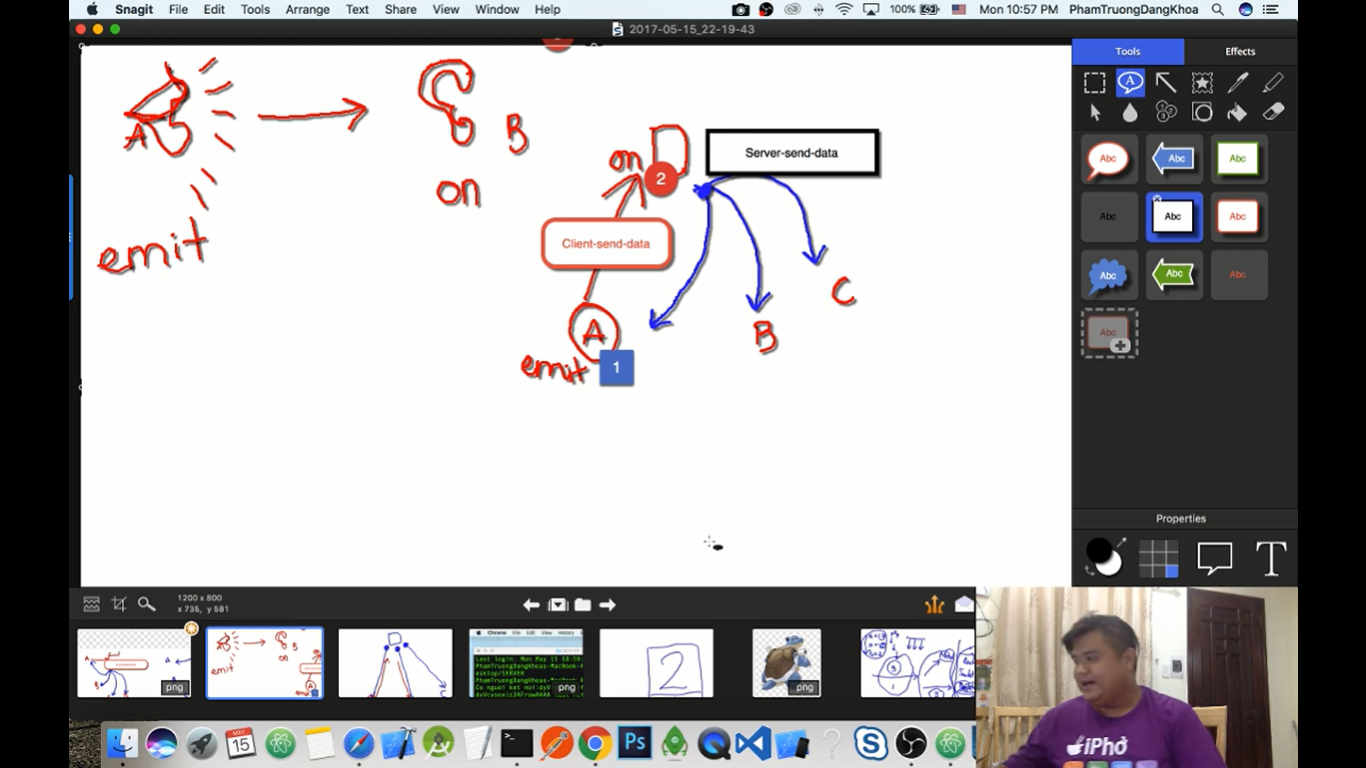 Snagit File Edit Tools Arrange Text Share View Window Help 100% Mon 10:57 PM PhamTruongDangKhoa
2017-05-15_22-19-43
Tools Effects
A
B
on
emit
on
2
Server-send-data
Client-send-data
A
emit
1
B
C
Abc Abc Abc
Abc Abc Abc
Abc Abc Abc
Abc
Properties
1200 x 800
x 735, y 581
png
png
png
2
MAY
15
Ps
iPhở